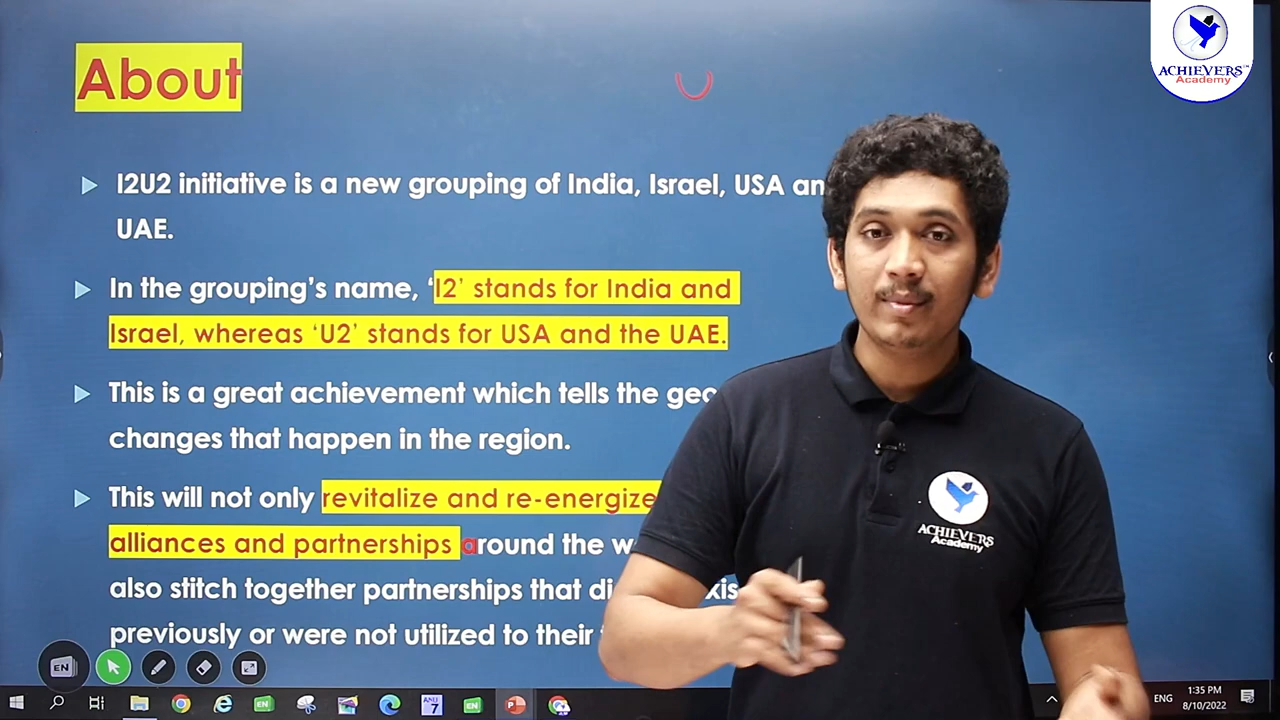 About
I2U2 initiative is a new grouping of India, Israel, USA an
UAE.
In the grouping's name, 'I2' stands for India and
Israel, whereas 'U2' stands for USA and the UAE.
This is a great achievement which tells the geo
changes that happen in the region.
This will not only revitalize and re-energize
alliances and partnerships around the w
also stitch together partnerships that di
previously or were not utilized to their
ACHIEVERS
Academy
ACHIEVERS
Academy
EN
EN
7
EN
ENG
1:35 PM
8/10/2022